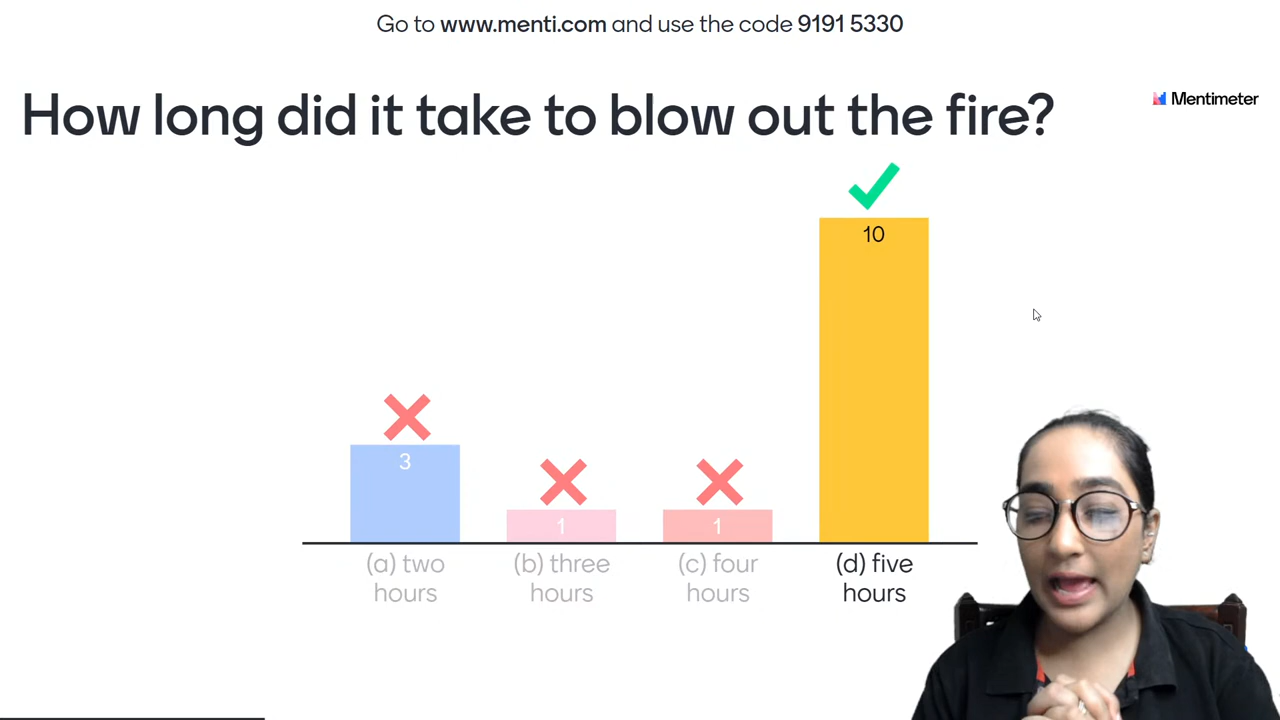 Go to www.menti.com and use the code 9191 5330
How long did it take to blow out the fire?
Mentimeter
10
3
1
1
(a) two
hours
(b) three
hours
(c) four
hours
(d) five
hours